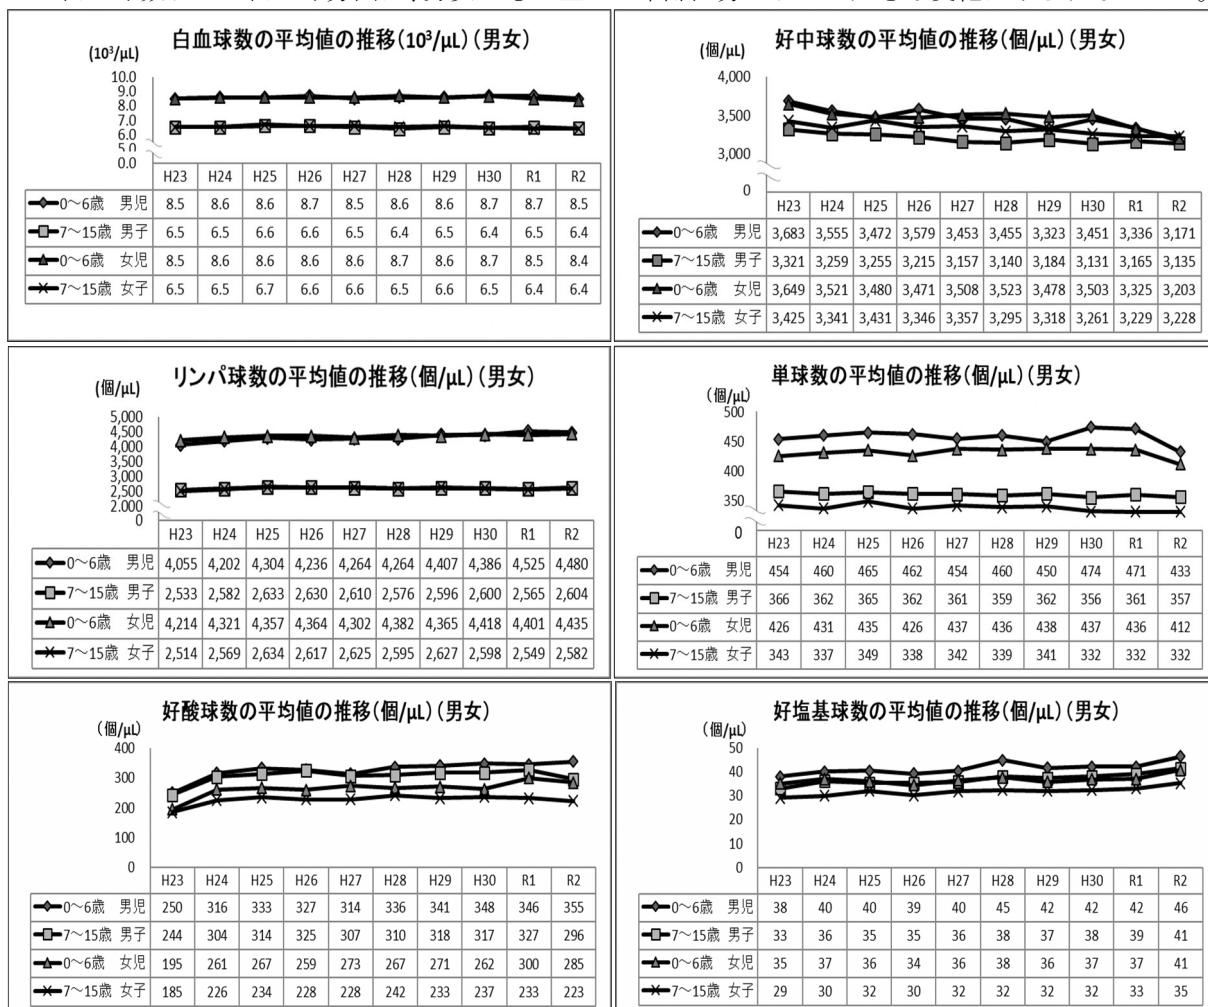 白血球数の平均値の推移(10³/μL)(男女)
(10³/μL)
10.0
9.0
8.0
7.0
6.0
5.0
0.0
H23 H24 H25 H26 H27 H28 H29 H30 R1 R2
0～6歳 男児 8.5 8.6 8.6 8.7 8.5 8.6 8.6 8.7 8.7 8.5
7～15歳 男子 6.5 6.5 6.6 6.6 6.5 6.4 6.5 6.4 6.5 6.4
0～6歳 女児 8.5 8.6 8.6 8.6 8.6 8.7 8.6 8.7 8.5 8.4
7～15歳 女子 6.5 6.5 6.7 6.6 6.6 6.5 6.6 6.5 6.4 6.4
好中球数の平均値の推移(個/μL)(男女)
(個/μL)
4,000
3,500
3,000
0
H23 H24 H25 H26 H27 H28 H29 H30 R1 R2
0～6歳 男児 3,683 3,555 3,472 3,579 3,453 3,455 3,323 3,451 3,336 3,171
7～15歳 男子 3,321 3,259 3,255 3,215 3,157 3,140 3,184 3,131 3,165 3,135
0～6歳 女児 3,649 3,521 3,480 3,471 3,508 3,523 3,478 3,503 3,325 3,203
7～15歳 女子 3,425 3,341 3,431 3,346 3,357 3,295 3,318 3,261 3,229 3,228
リンパ球数の平均値の推移(個/μL)(男女)
(個/μL)
5,000
4,500
4,000
3,500
3,000
2,500
2,000
0
H23 H24 H25 H26 H27 H28 H29 H30 R1 R2
0～6歳 男児 4,055 4,202 4,304 4,236 4,264 4,264 4,407 4,386 4,525 4,480
7～15歳 男子 2,533 2,582 2,633 2,630 2,610 2,576 2,596 2,600 2,565 2,604
0～6歳 女児 4,214 4,321 4,357 4,364 4,302 4,382 4,365 4,418 4,401 4,435
7～15歳 女子 2,514 2,569 2,634 2,617 2,625 2,595 2,627 2,598 2,549 2,582
単球数の平均値の推移(個/μL)(男女)
(個/μL)
500
450
400
350
0
H23 H24 H25 H26 H27 H28 H29 H30 R1 R2
0～6歳 男児 454 460 465 462 454 460 450 474 471 433
7～15歳 男子 366 362 365 362 361 359 362 356 361 357
0～6歳 女児 426 431 435 426 437 436 438 437 436 412
7～15歳 女子 343 337 349 338 342 339 341 332 332 332
好酸球数の平均値の推移(個/μL)(男女)
(個/μL)
400
300
200
100
0
H23 H24 H25 H26 H27 H28 H29 H30 R1 R2
0～6歳 男児 250 316 333 327 314 336 341 348 346 355
7～15歳 男子 244 304 314 325 307 310 318 317 327 296
0～6歳 女児 195 261 267 259 273 267 271 262 300 285
7～15歳 女子 185 226 234 228 228 242 233 237 233 223
好塩基球数の平均値の推移(個/μL)(男女)
(個/μL)
50
40
30
20
10
0
H23 H24 H25 H26 H27 H28 H29 H30 R1 R2
0～6歳 男児 38 40 40 39 40 45 42 42 42 46
7～15歳 男子 33 36 35 35 36 38 37 38 39 41
0～6歳 女児 35 37 36 34 36 38 36 37 37 41
7～15歳 女子 29 30 32 30 32 32 32 32 33 35